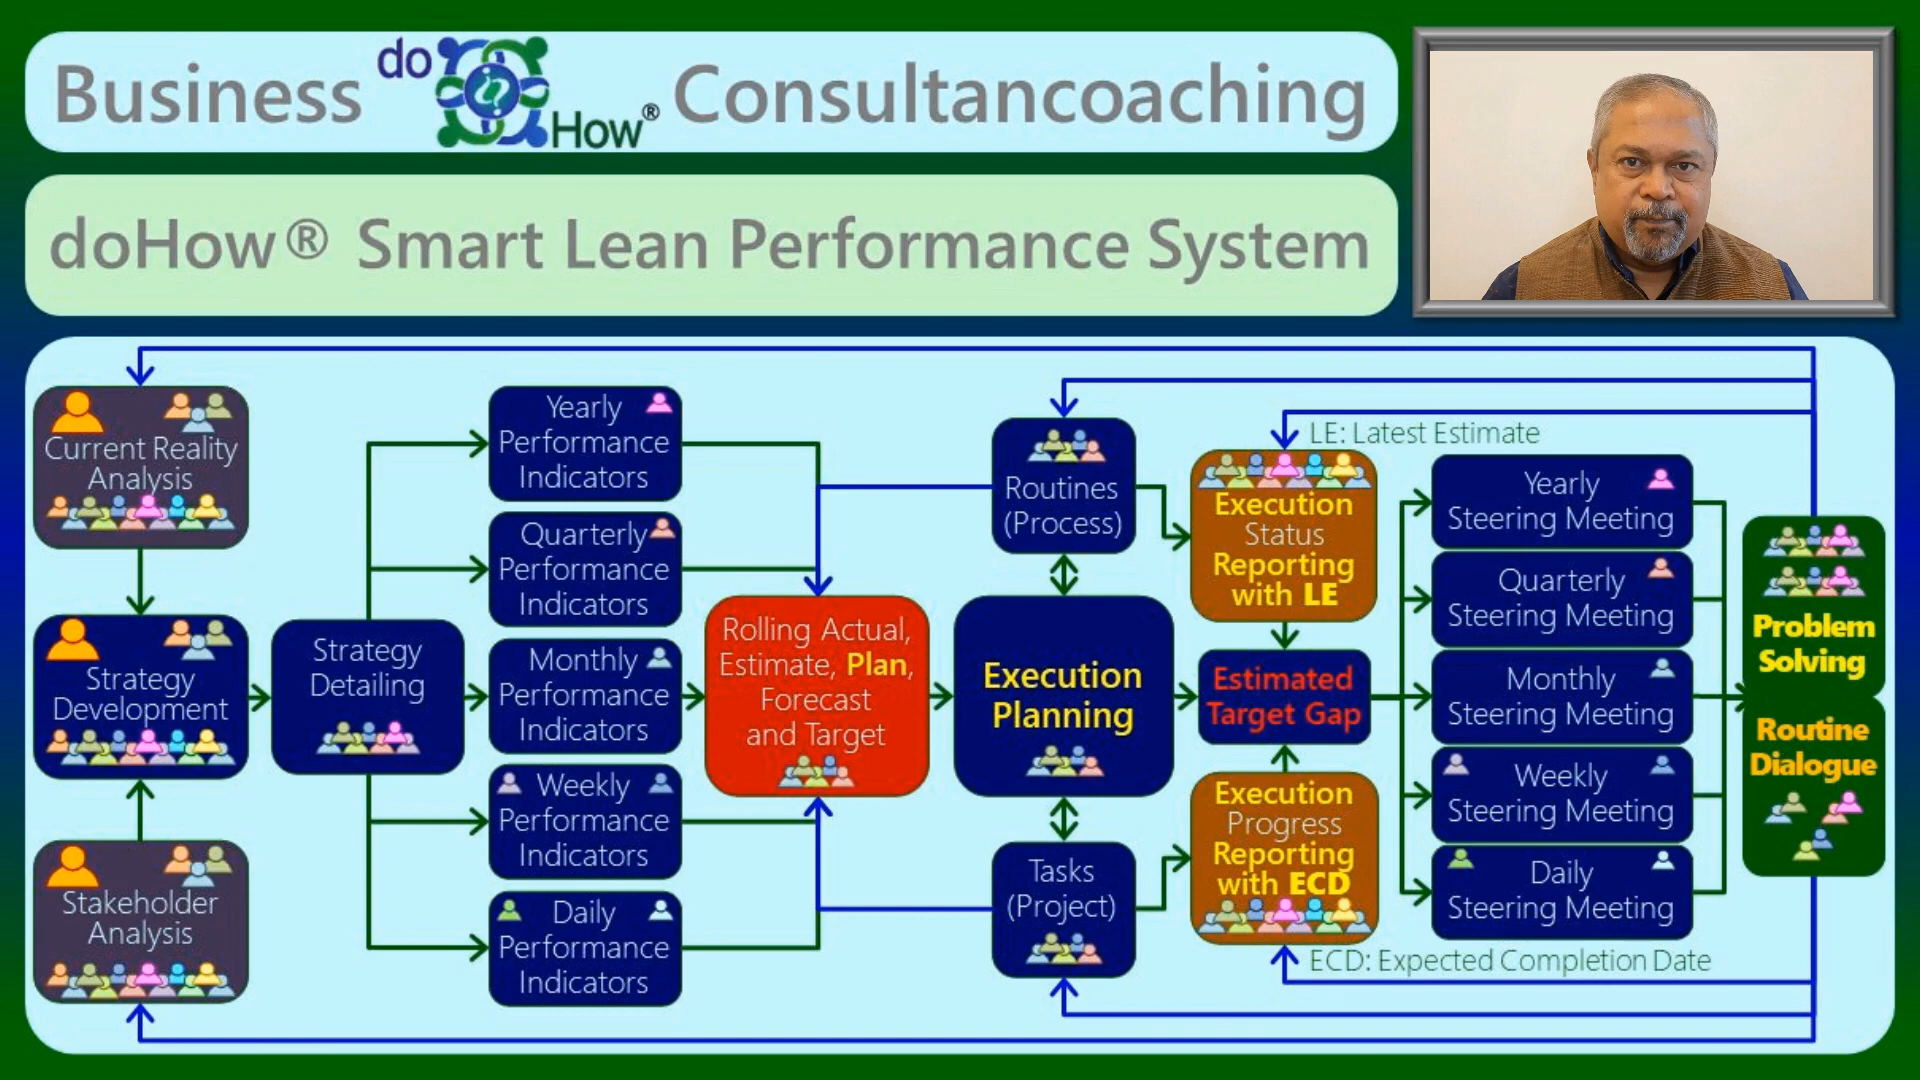 Business do How® Consultancoaching
doHow® Smart Lean Performance System
Current Reality
Analysis
Strategy
Development
Stakeholder
Analysis
Strategy
Detailing
Yearly
Performance
Indicators
Quarterly
Performance
Indicators
Monthly
Performance
Indicators
Weekly
Performance
Indicators
Daily
Performance
Indicators
Rolling Actual,
Estimate, Plan,
Forecast
and Target
Routines
(Process)
Execution
Planning
Tasks
(Project)
LE: Latest Estimate
Execution
Status
Reporting
with LE
Estimated
Target Gap
Execution
Progress
Reporting
with ECD
ECD: Expected Completion Date
Yearly
Steering Meeting
Quarterly
Steering Meeting
Monthly
Steering Meeting
Weekly
Steering Meeting
Daily
Steering Meeting
Problem
Solving
Routine
Dialogue